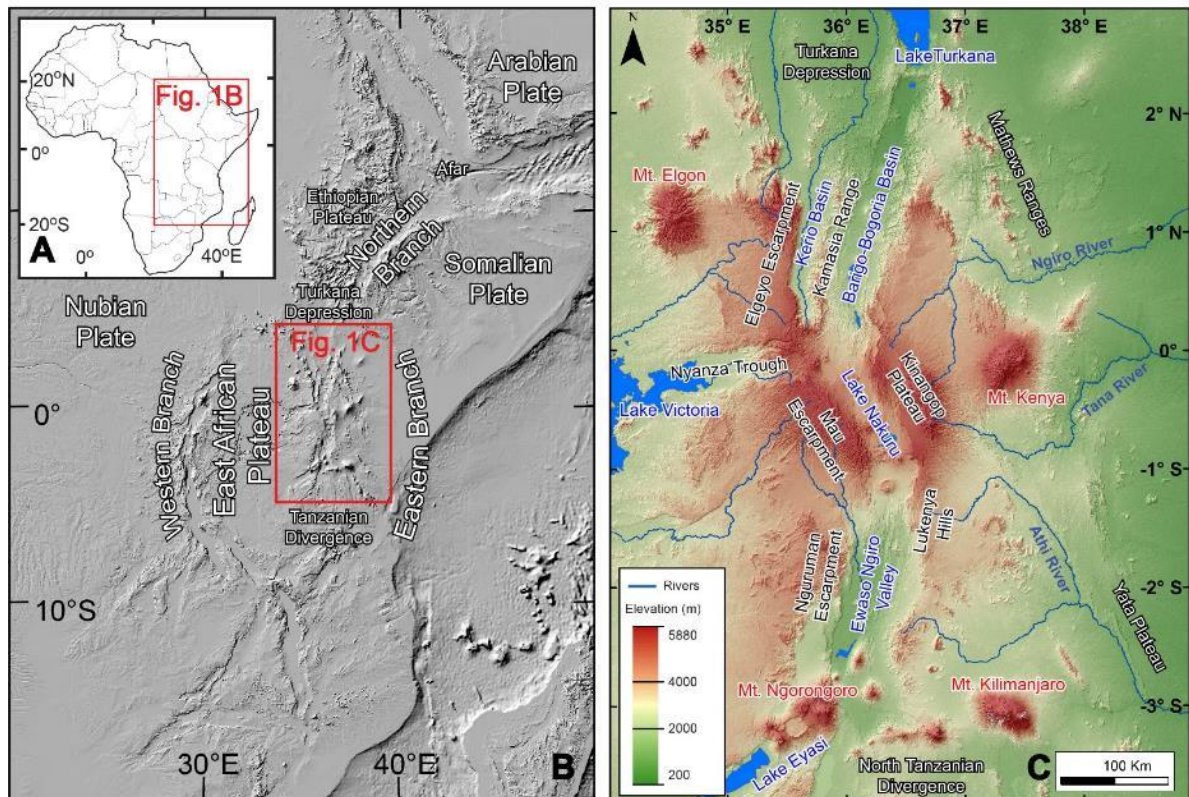 20°N
Fig. 1B
0°
20°S
A
0°
40°E
Arabian
Plate
Afar
Ethiopian
Plateau
Northern
Branch
Somalian
Plate
Turkana
Depression
Nubian
Plate
Fig. 1C
Western Branch
East African
Plateau
Eastern Branch
0°
Tanzanian
Divergence
10°S
30°E
40°E
B
N
35° E
36° E
37° E
38° E
Lake Turkana
Turkana
Depression
2° N
Mathews Ranges
Mt. Elgon
Elgeyo Escarpment
Kerio Basin
Kamasia Range
Baringo-Bogoria Basin
1° N
Ngiro River
0°
Nyanza Trough
Lake Victoria
Lake Nakuru
Kinangop
Plateau
Mt. Kenya
Tana River
Mau
Escarpment
-1° S
Lukenya
Hills
Athi River
Nguruman
Escarpment
Ewaso Ngiro
Valley
-2° S
Yata Plateau
Rivers
Elevation (m)
5880
4000
2000
200
Mt. Ngorongoro
Mt. Kilimanjaro
-3° S
Lake Eyasi
North Tanzanian
Divergence
C
100 Km